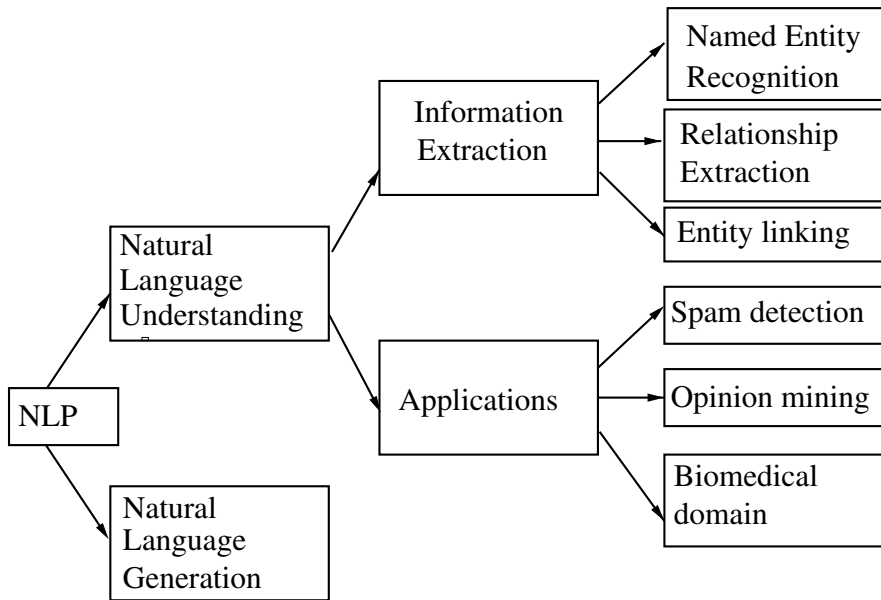 Named Entity
Recognition
Information
Extraction
Relationship
Extraction
Entity linking
Natural
Language
Understanding
Spam detection
Applications
Opinion mining
NLP
Biomedical
domain
Natural
Language
Generation